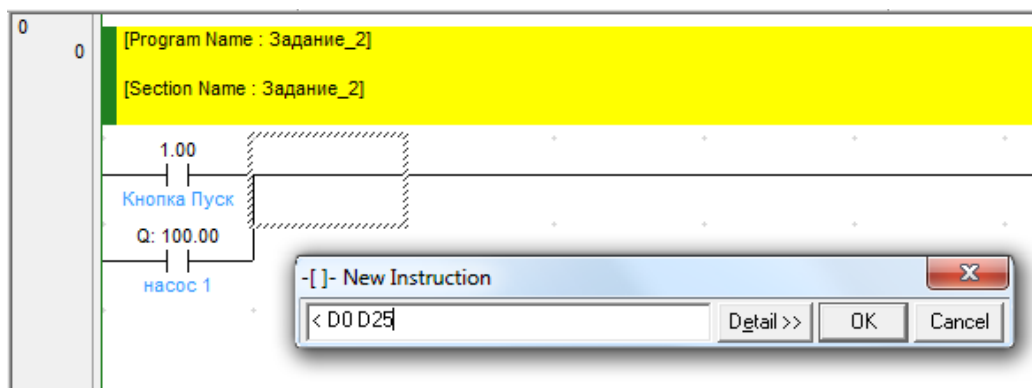 0
0
[Program Name : Задание_2]
[Section Name : Задание_2]
1.00
Кнопка Пуск
Q: 100.00
насос 1
-[ ]- New Instruction
< D0 D25
Detail >>
OK
Cancel